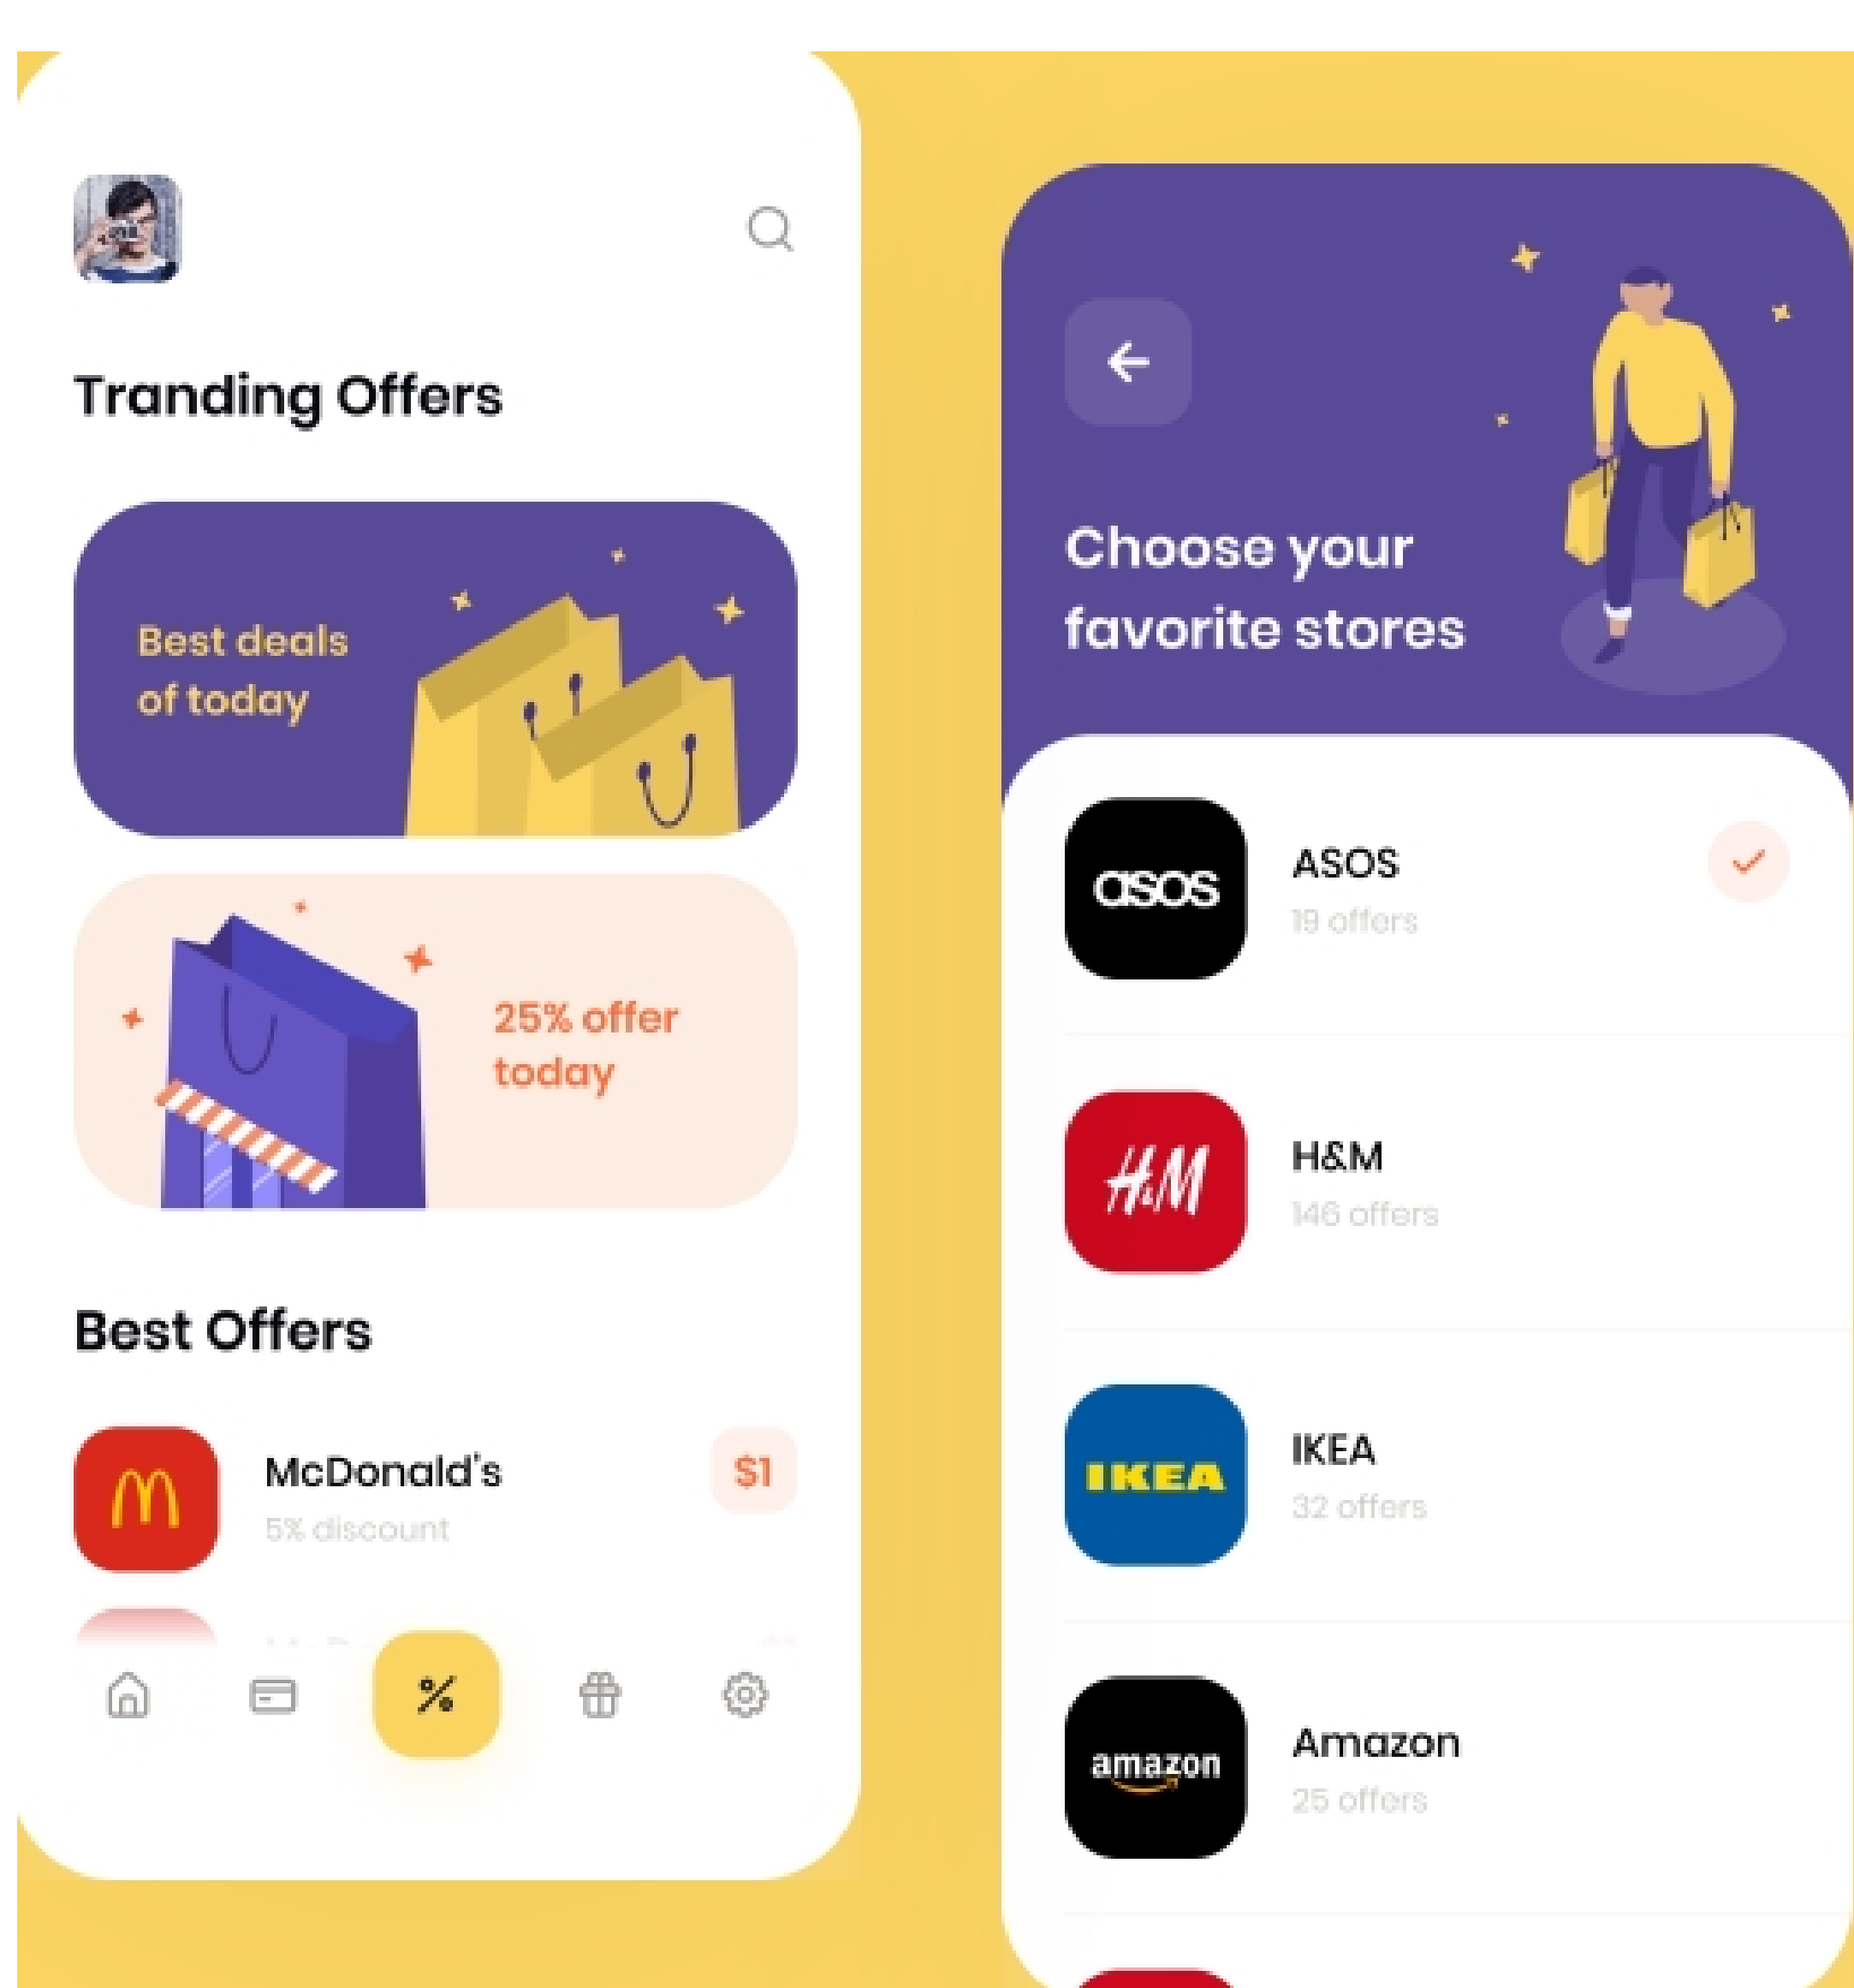 Tranding Offers
Best deals
of today
25% offer
today
Best Offers
McDonald's
5% discount
$1
%
Choose your
favorite stores
asos
ASOS
19 offers
H&M
H&M
146 offers
IKEA
IKEA
32 offers
amazon
Amazon
25 offers